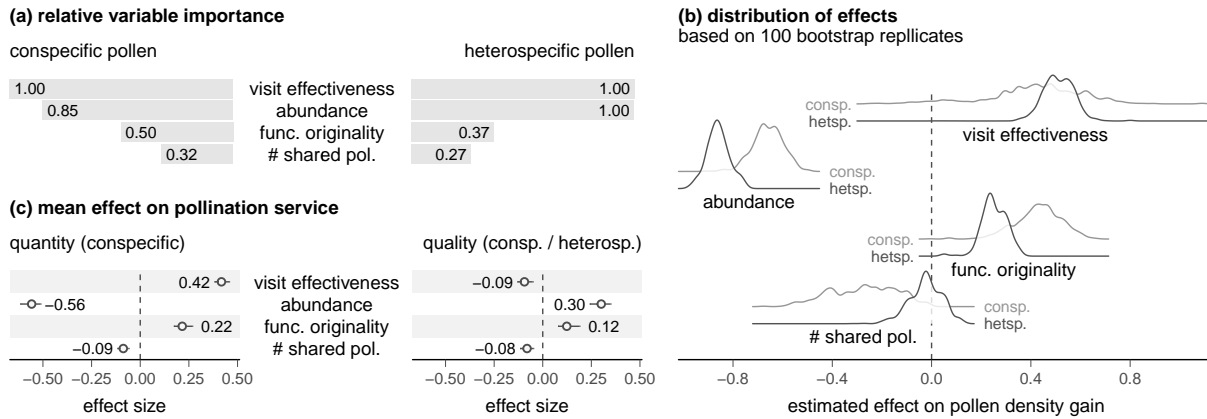 (a) relative variable importance
conspecific pollen heterospecific pollen
1.00 visit effectiveness 1.00
0.85 abundance 1.00
0.50 func. originality 0.37
0.32 # shared pol. 0.27
(c) mean effect on pollination service
quantity (conspecific) quality (consp. / heterosp.)
0.42 visit effectiveness −0.09
−0.56 abundance 0.30
0.22 func. originality 0.12
−0.09 # shared pol. −0.08
−0.50 −0.25 0.00 0.25 0.50 −0.50 −0.25 0.00 0.25 0.50
effect size effect size
(b) distribution of effects
based on 100 bootstrap repllicates
consp.
hetsp.
visit effectiveness
consp.
hetsp.
abundance
consp.
hetsp.
func. originality
consp.
hetsp.
# shared pol.
−0.8 −0.4 0.0 0.4 0.8
estimated effect on pollen density gain